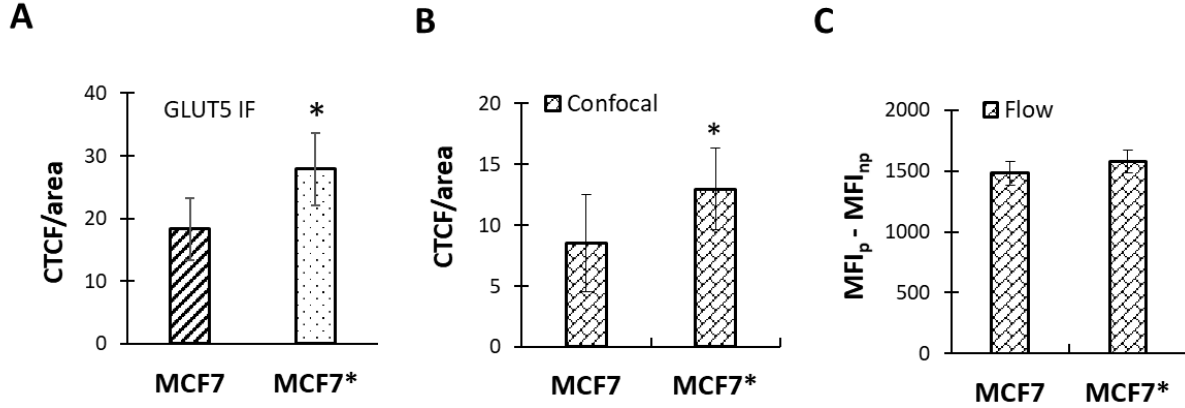 A
B
C
CTCF/area
40
30
20
10
0
GLUT5 IF
*
MCF7
MCF7*
CTCF/area
20
15
10
5
0
Confocal
*
MCF7
MCF7*
MFIp - MFInp
2000
1500
1000
500
0
Flow
MCF7
MCF7*